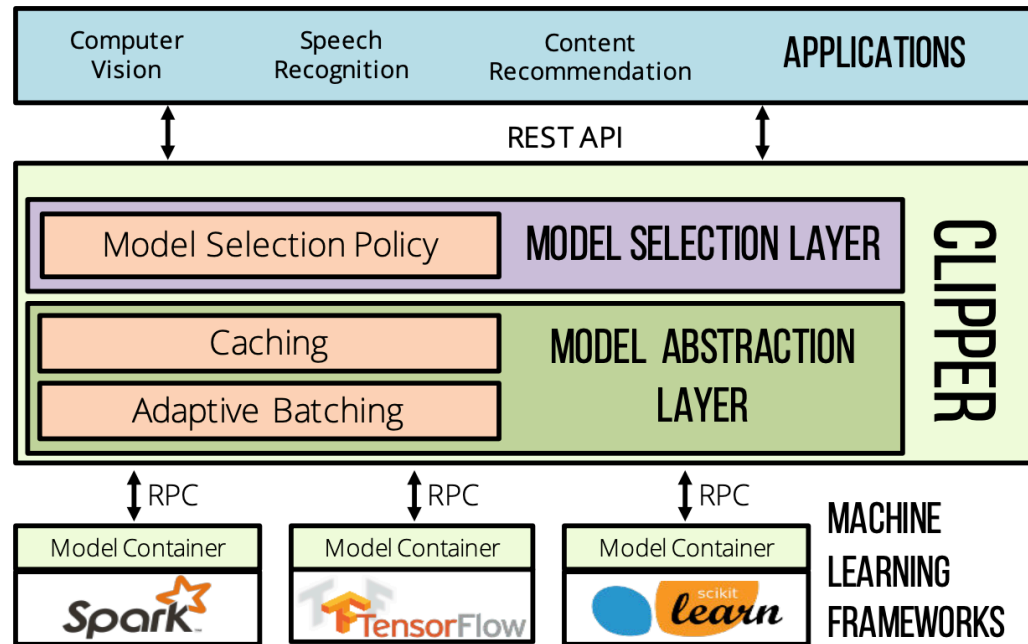 Computer
Vision
Speech
Recognition
Content
Recommendation
APPLICATIONS
REST API
Model Selection Policy
MODEL SELECTION LAYER
CLIPPER
Caching
Adaptive Batching
MODEL ABSTRACTION
LAYER
RPC
RPC
RPC
Model Container
Spark™
Model Container
TensorFlow
Model Container
scikit
learn
MACHINE
LEARNING
FRAMEWORKS